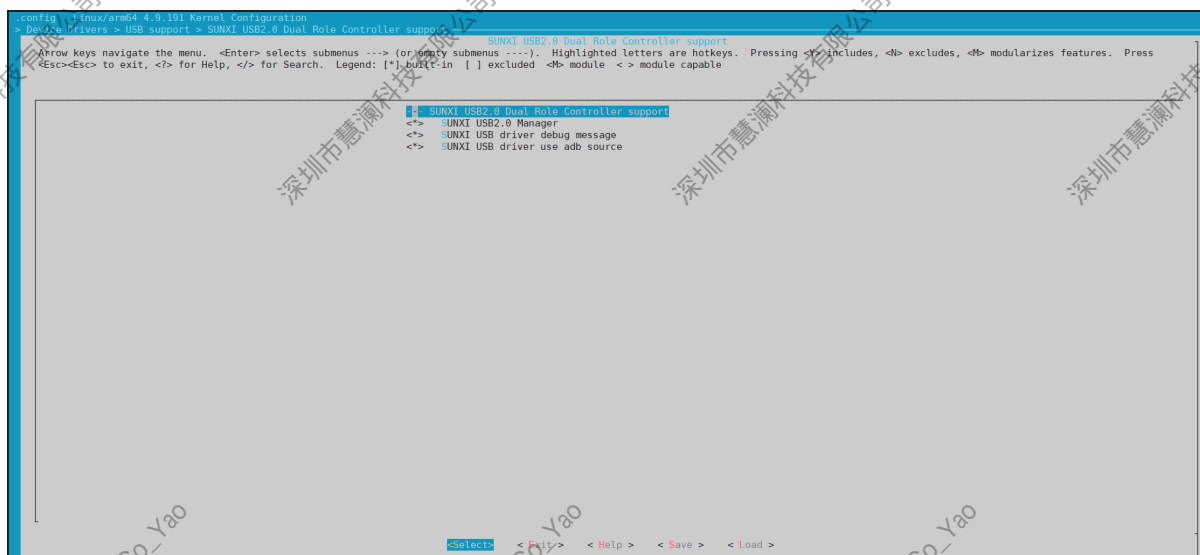 .config - Linux/arm64 4.9.191 Kernel Configuration
> Device Drivers > USB support > SUNXI USB2.0 Dual Role Controller support
SUNXI USB2.0 Dual Role Controller support
Arrow keys navigate the menu. <Enter> selects submenus ---> (or empty submenus ----). Highlighted letters are hotkeys. Pressing <Y> includes, <N> excludes, <M> modularizes features. Press
<Esc><Esc> to exit, <?> for Help, </> for Search. Legend: [*] built-in [ ] excluded <M> module < > module capable
--- SUNXI USB2.0 Dual Role Controller support
<*> SUNXI USB2.0 Manager
<*> SUNXI USB driver debug message
<*> SUNXI USB driver use adb source
<Select> < Exit > < Help > < Save > < Load >
深圳市慧澜科技有限公司
深圳市慧澜科技有限公司
深圳市慧澜科技有限公司
So_Yao
So_Yao
So_Yao